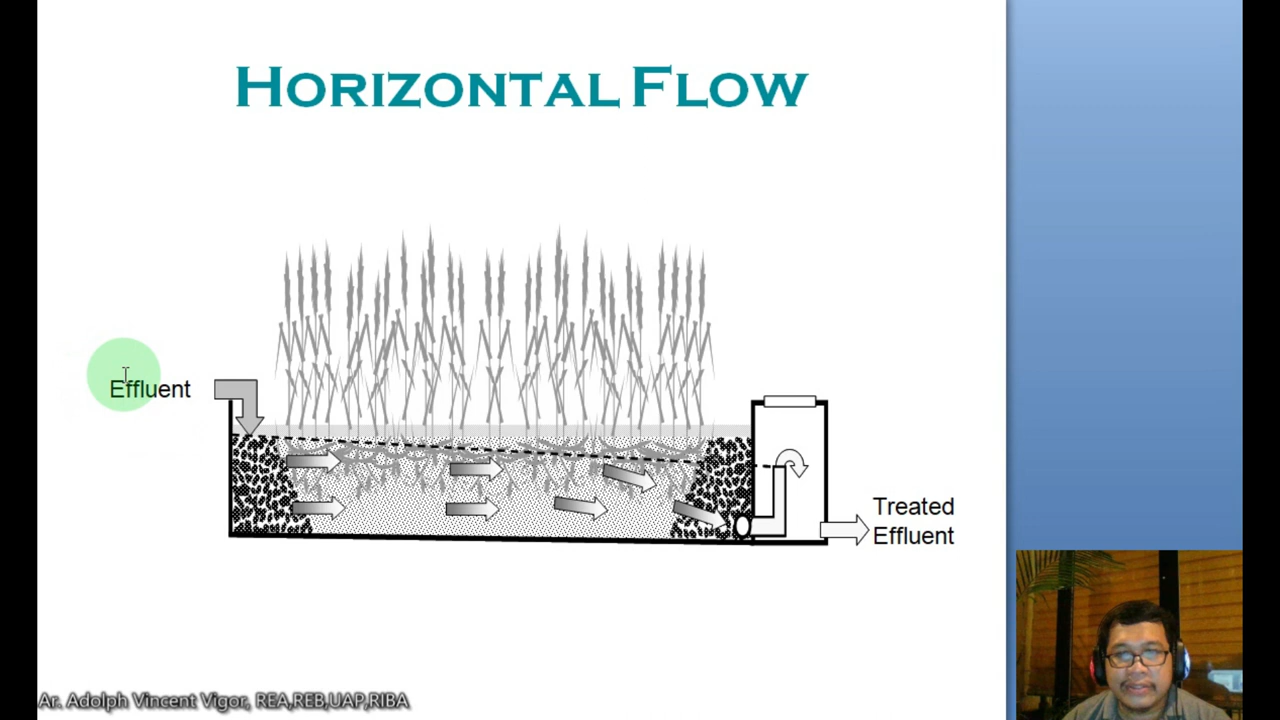 HORIZONTAL FLOW
Effluent
Treated
Effluent
Ar. Adolph Vincent Vigor, REA,REB,UAP,RIBA